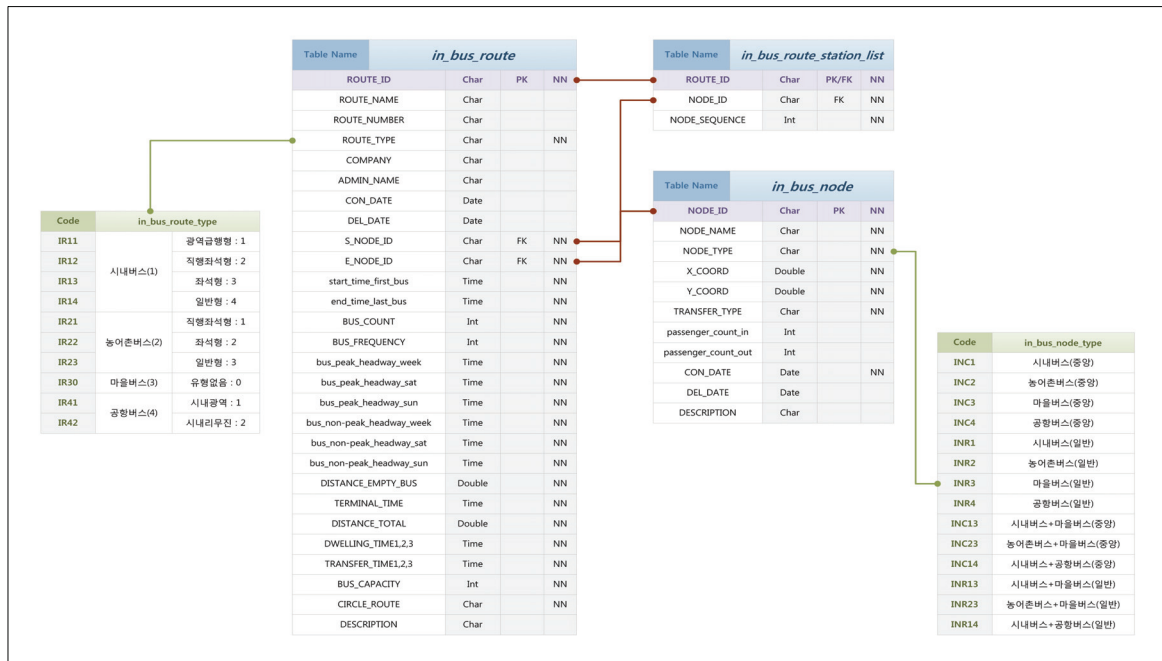 Table Name in_bus_route
ROUTE_ID Char PK NN
ROUTE_NAME Char
ROUTE_NUMBER Char
ROUTE_TYPE Char NN
COMPANY Char
ADMIN_NAME Char
CON_DATE Date
DEL_DATE Date
S_NODE_ID Char FK NN
E_NODE_ID Char FK NN
start_time_first_bus Time NN
end_time_last_bus Time NN
BUS_COUNT Int NN
BUS_FREQUENCY Int NN
bus_peak_headway_week Time NN
bus_peak_headway_sat Time NN
bus_peak_headway_sun Time NN
bus_non-peak_headway_week Time NN
bus_non-peak_headway_sat Time NN
bus_non-peak_headway_sun Time NN
DISTANCE_EMPTY_BUS Double NN
TERMINAL_TIME Time NN
DISTANCE_TOTAL Double NN
DWELLING_TIME1,2,3 Time NN
TRANSFER_TIME1,2,3 Time NN
BUS_CAPACITY Int NN
CIRCLE_ROUTE Char NN
DESCRIPTION Char
Table Name in_bus_route_station_list
ROUTE_ID Char PK/FK NN
NODE_ID Char FK NN
NODE_SEQUENCE Int NN
Table Name in_bus_node
NODE_ID Char PK NN
NODE_NAME Char NN
NODE_TYPE Char NN
X_COORD Double NN
Y_COORD Double NN
TRANSFER_TYPE Char NN
passenger_count_in Int
passenger_count_out Int
CON_DATE Date NN
DEL_DATE Date
DESCRIPTION Char
Code in_bus_route_type
IR11 시내버스(1) 광역급행형 : 1
IR12 직행좌석형 : 2
IR13 좌석형 : 3
IR14 일반형 : 4
IR21 농어촌버스(2) 직행좌석형 : 1
IR22 좌석형 : 2
IR23 일반형 : 3
IR30 마을버스(3) 유형없음 : 0
IR41 공항버스(4) 시내광역 : 1
IR42 시내리무진 : 2
Code in_bus_node_type
INC1 시내버스(중앙)
INC2 농어촌버스(중앙)
INC3 마을버스(중앙)
INC4 공항버스(중앙)
INR1 시내버스(일반)
INR2 농어촌버스(일반)
INR3 마을버스(일반)
INR4 공항버스(일반)
INC13 시내버스+마을버스(중앙)
INC23 농어촌버스+마을버스(중앙)
INC14 시내버스+공항버스(중앙)
INR13 시내버스+마을버스(일반)
INR23 농어촌버스+마을버스(일반)
INR14 시내버스+공항버스(일반)